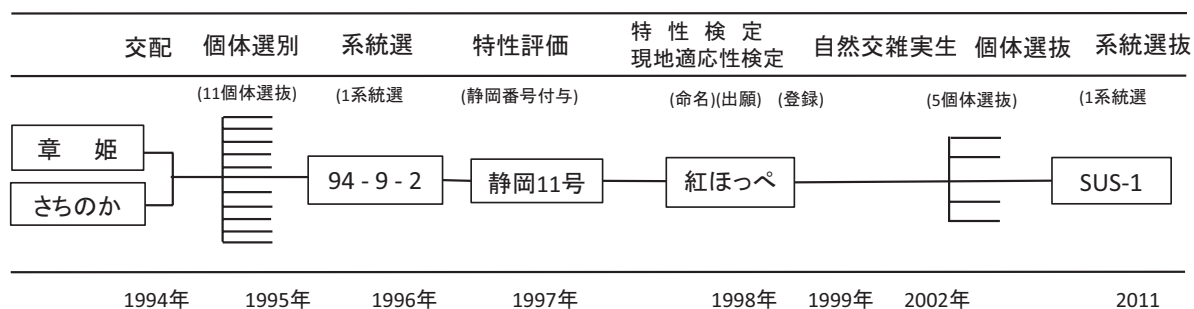 交配 個体選別 系統選 特性評価 特性検定 現地適応性検定 自然交雑実生 個体選抜 系統選抜
(11個体選抜) (1系統選 (静岡番号付与) (命名)(出願) (登録) (5個体選抜) (1系統選
章 姫
さちのか
94 - 9 - 2
静岡11号
紅ほっぺ
SUS-1
1994年 1995年 1996年 1997年 1998年 1999年 2002年 2011